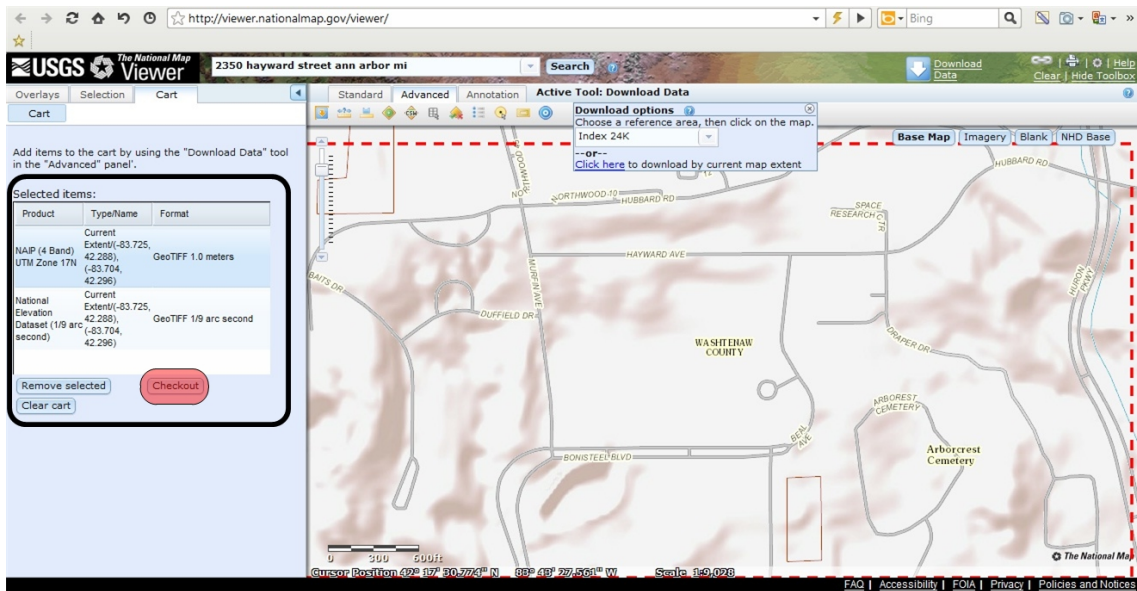 http://viewer.nationalmap.gov/viewer/
Bing
USGS The National Map Viewer
2350 hayward street ann arbor mi
Search
Download Data
Help
Clear | Hide Toolbox
Overlays Selection Cart
Standard Advanced Annotation Active Tool: Download Data
Cart
Download options
Choose a reference area, then click on the map.
Index 24K
--or--
Click here to download by current map extent
Base Map Imagery Blank NHD Base
Add items to the cart by using the "Download Data" tool
in the "Advanced" panel'.
Selected items:
Product Type/Name Format
NAIP (4 Band) UTM Zone 17N
Current Extent/(-83.725, 42.288), (-83.704, 42.296)
GeoTIFF 1.0 meters
National Elevation Dataset (1/9 arc second)
Current Extent/(-83.725, 42.288), (-83.704, 42.296)
GeoTIFF 1/9 arc second
Remove selected Checkout
Clear cart
NORTHWOOD-10
HUBBARD RD
12
HUBBARD RD
SPACE RESEARCH CTR
HAYWARD AVE
BAITS DR
MURFIN AVE
HURON PKWY
DUFFIELD DR
WASHTENAW COUNTY
DRAPER DR
ARBOREST CEMETERY
BEAL AVE
BONISTEEL BLVD
Arborcrest Cemetery
0 300 600ft
The National Map
Cursor Position 42° 17' 30.774" N 83° 43' 27.561" W Scale 1:9,028
FAQ | Accessibility | FOIA | Privacy | Policies and Notices